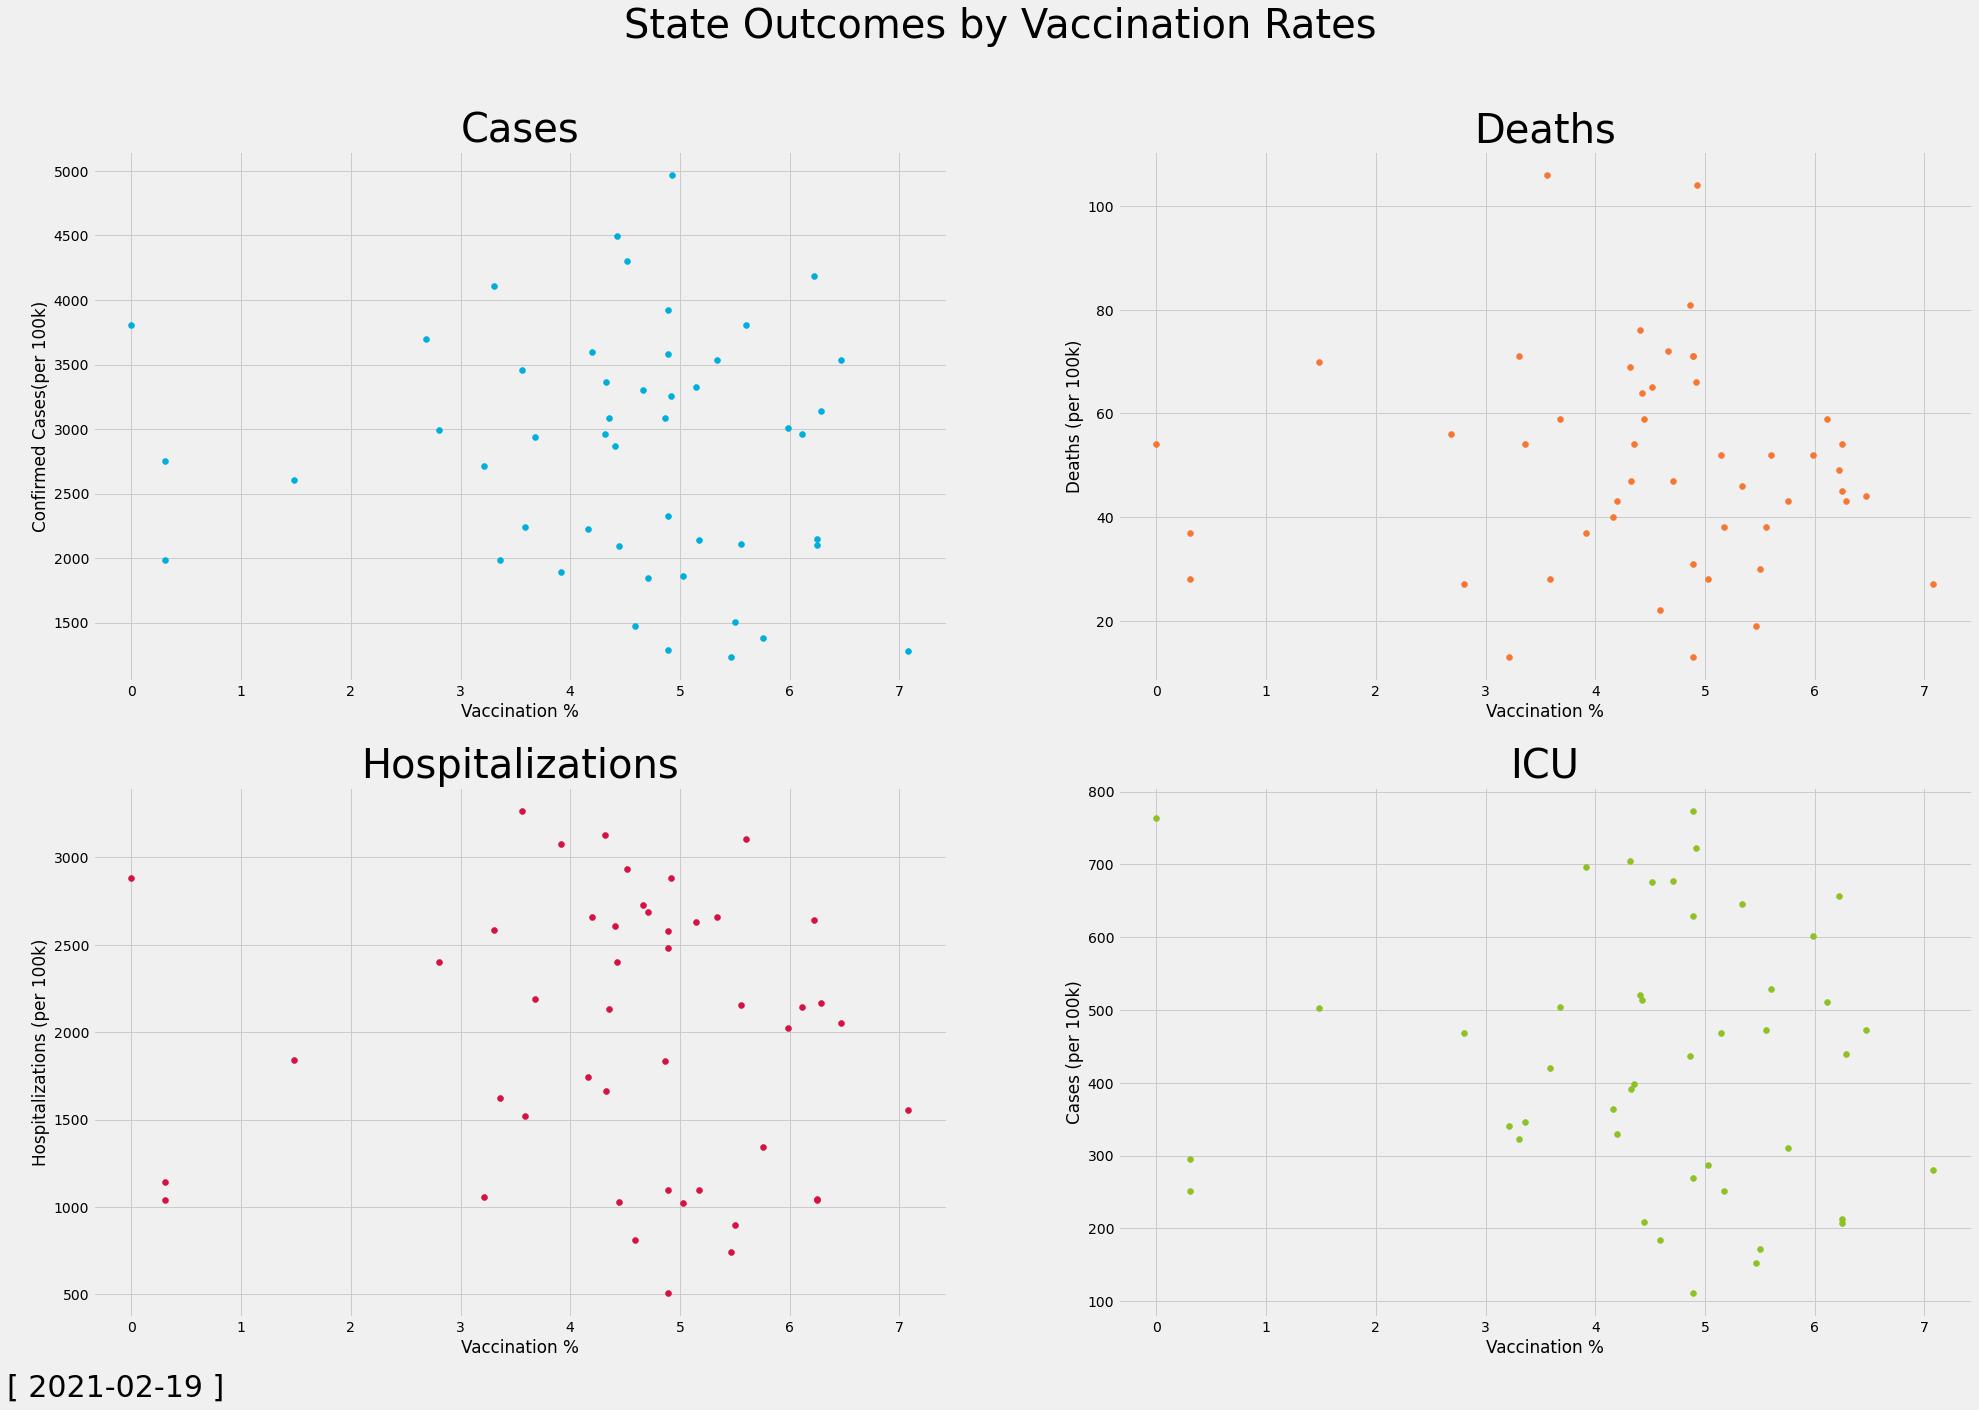 State Outcomes by Vaccination Rates
Cases
Confirmed Cases(per 100k)
5000
4500
4000
3500
3000
2500
2000
1500
0 1 2 3 4 5 6 7
Vaccination %
Deaths
Deaths (per 100k)
100
80
60
40
20
0 1 2 3 4 5 6 7
Vaccination %
Hospitalizations
Hospitalizations (per 100k)
3000
2500
2000
1500
1000
500
0 1 2 3 4 5 6 7
Vaccination %
ICU
Cases (per 100k)
800
700
600
500
400
300
200
100
0 1 2 3 4 5 6 7
Vaccination %
[ 2021-02-19 ]